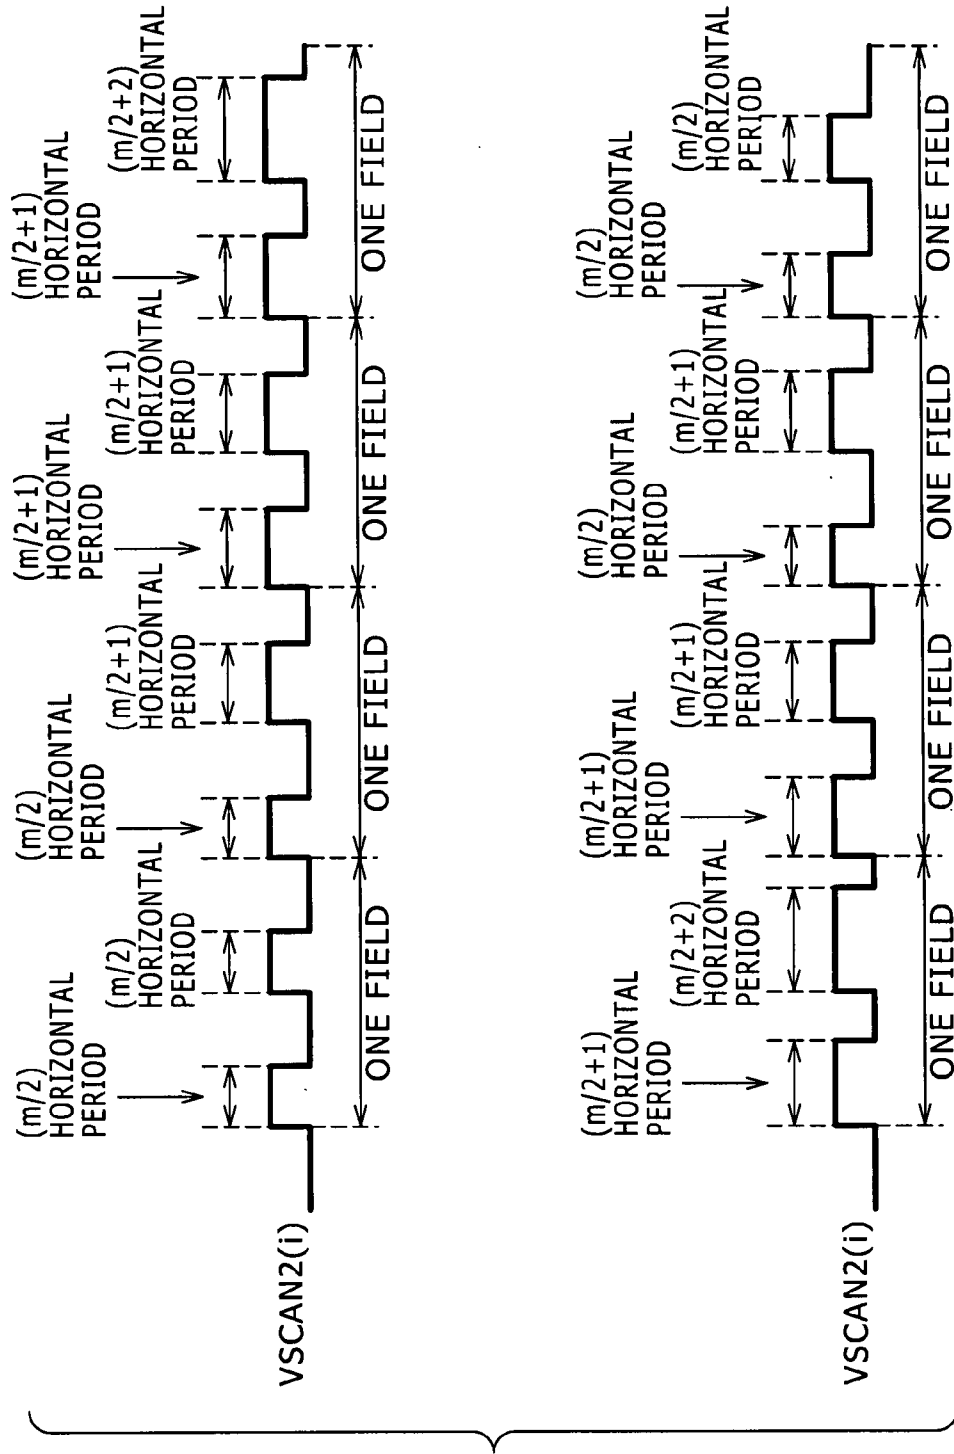 (m/2)
HORIZONTAL
PERIOD
(m/2)
HORIZONTAL
PERIOD
(m/2)
HORIZONTAL
PERIOD
(m/2+1)
HORIZONTAL
PERIOD
(m/2+1)
HORIZONTAL
PERIOD
(m/2+1)
HORIZONTAL
PERIOD
(m/2+1)
HORIZONTAL
PERIOD
(m/2+2)
HORIZONTAL
PERIOD
VSCAN2(i)
ONE FIELD
ONE FIELD
ONE FIELD
ONE FIELD
(m/2+1)
HORIZONTAL
PERIOD
(m/2+2)
HORIZONTAL
PERIOD
(m/2+1)
HORIZONTAL
PERIOD
(m/2+1)
HORIZONTAL
PERIOD
(m/2)
HORIZONTAL
PERIOD
(m/2+1)
HORIZONTAL
PERIOD
(m/2)
HORIZONTAL
PERIOD
(m/2)
HORIZONTAL
PERIOD
VSCAN2(i)
ONE FIELD
ONE FIELD
ONE FIELD
ONE FIELD